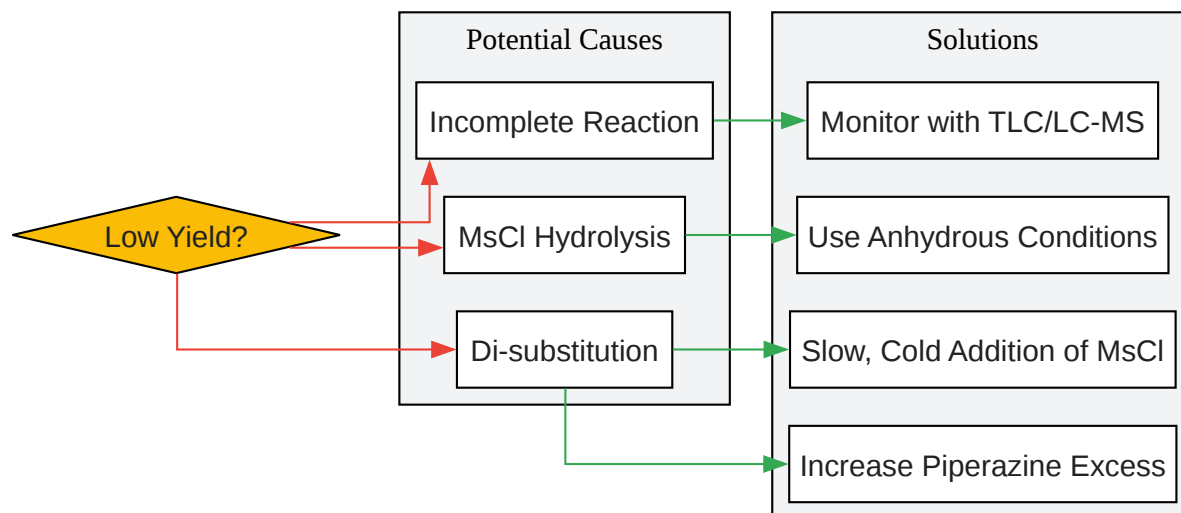 Potential Causes
Solutions
Incomplete Reaction
Monitor with TLC/LC-MS
Low Yield?
MsCl Hydrolysis
Use Anhydrous Conditions
Di-substitution
Slow, Cold Addition of MsCl
Increase Piperazine Excess